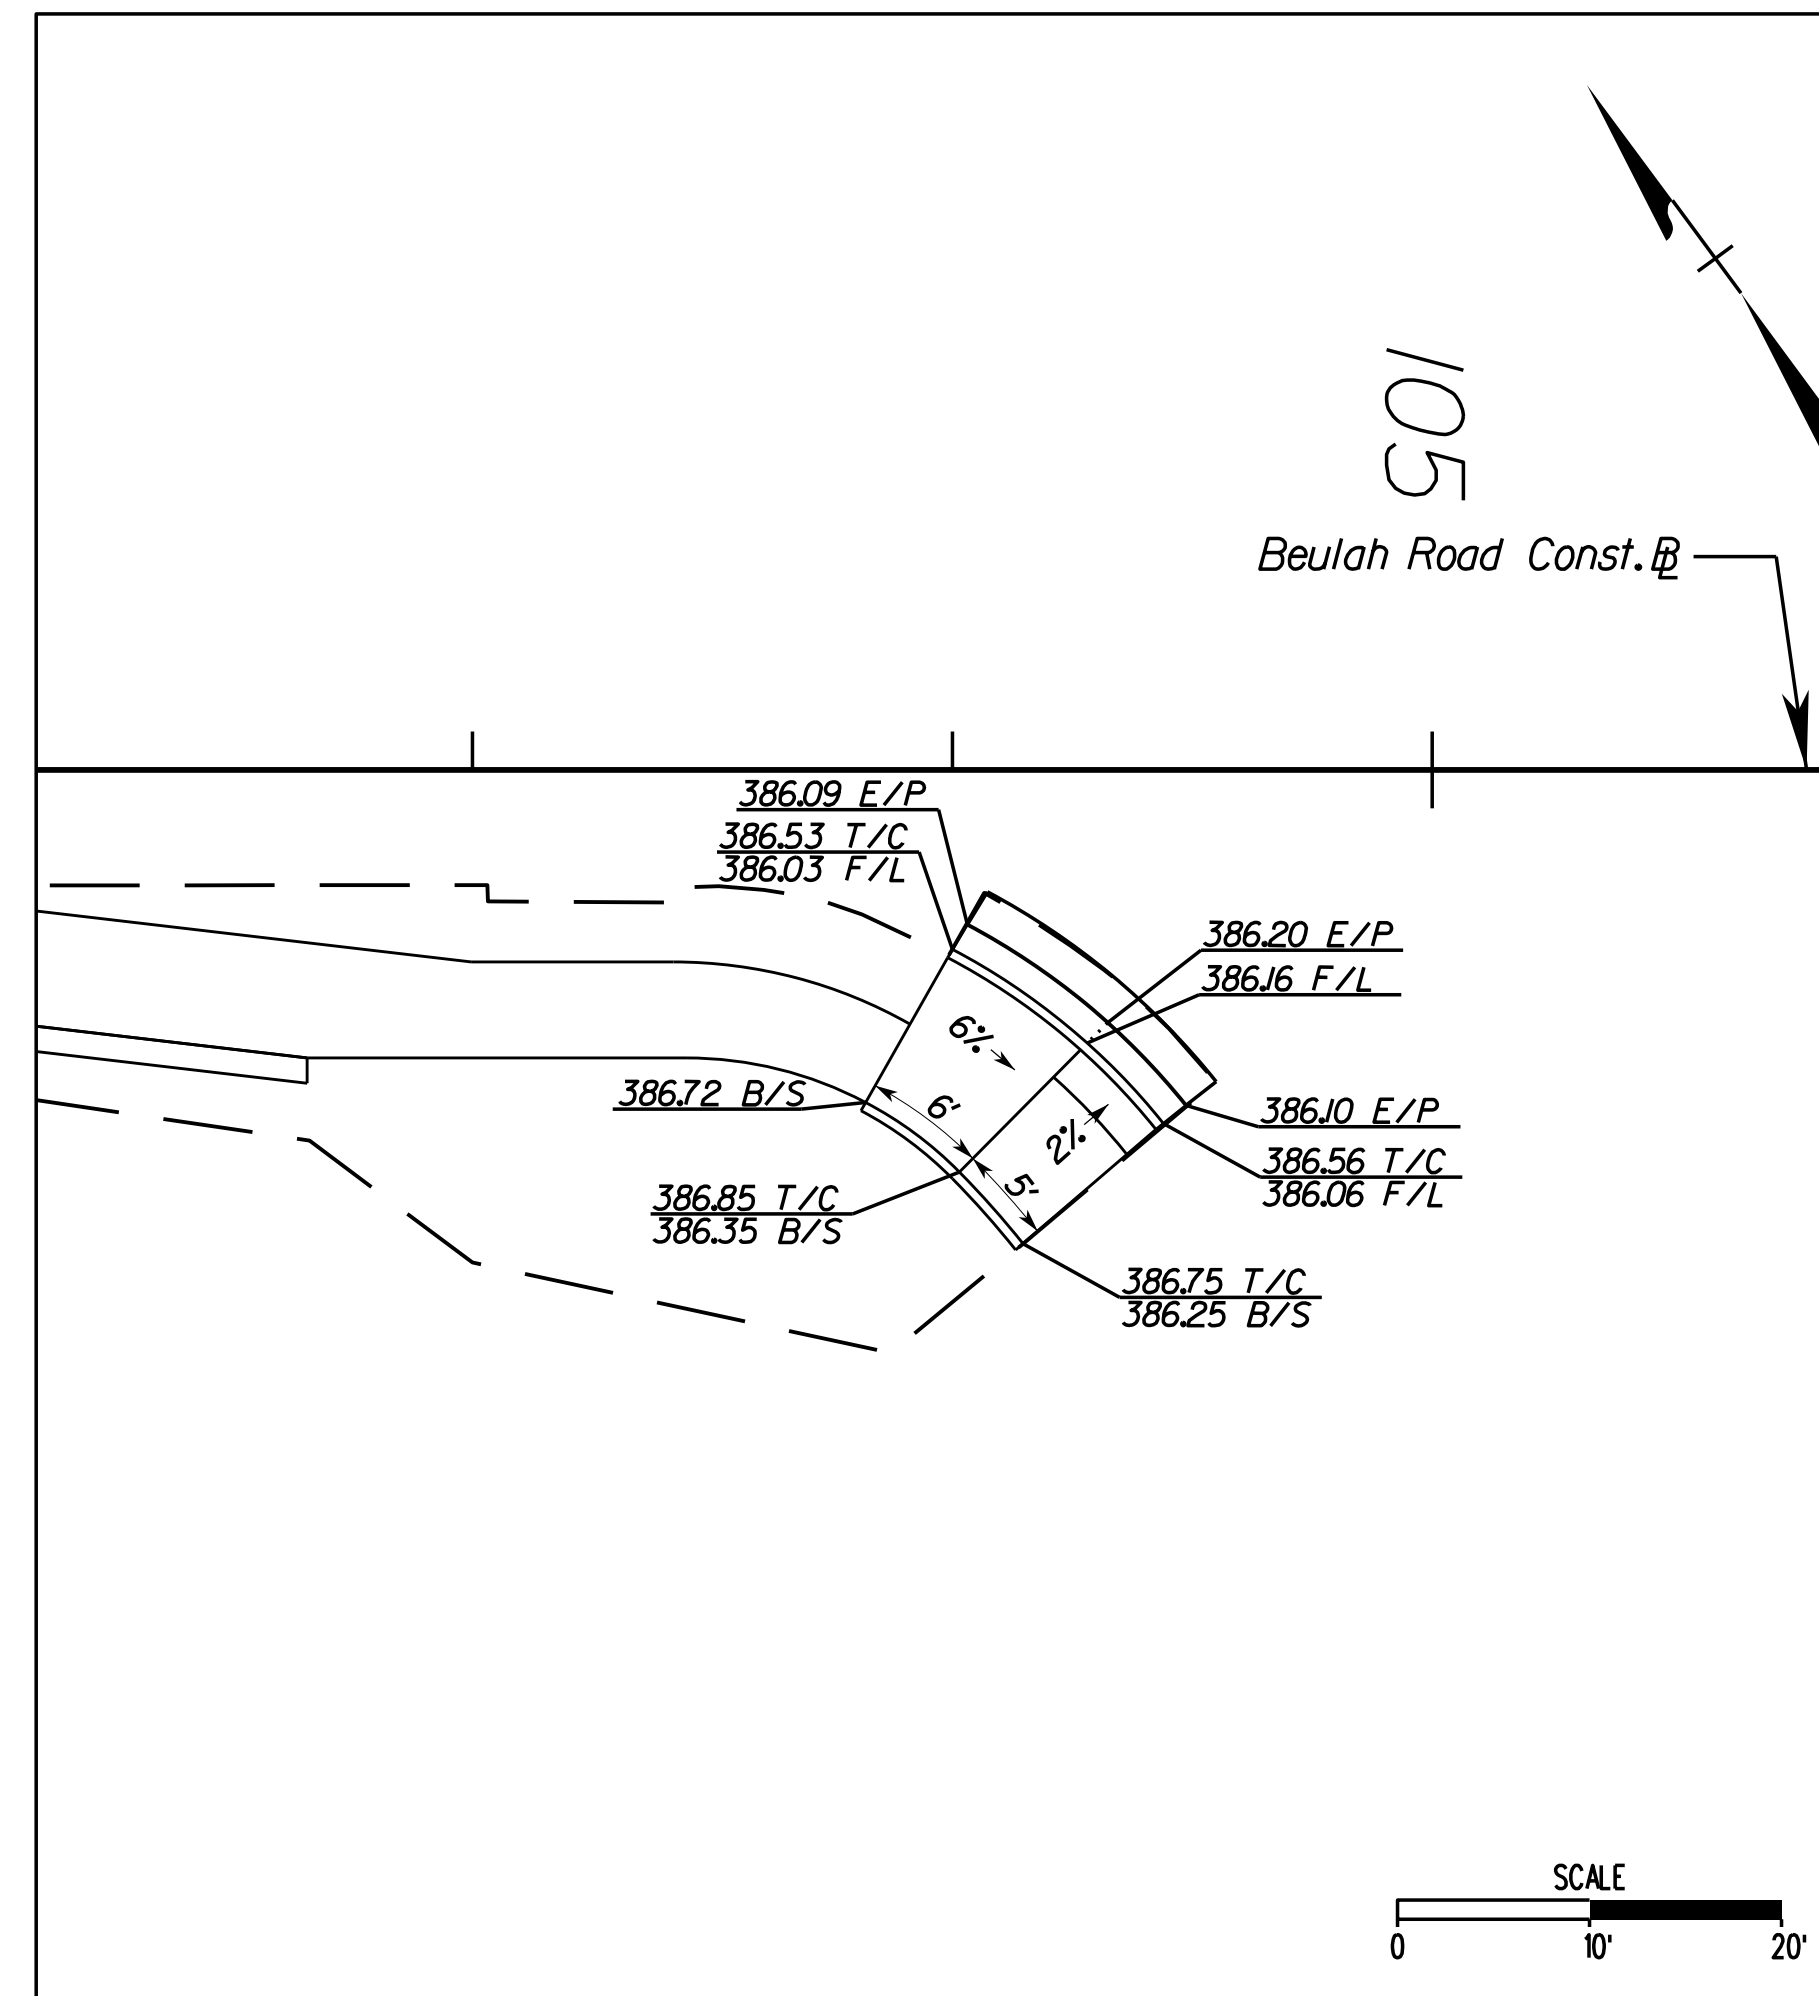 105
Beulah Road Const. BL
386.09 E/P
386.53 T/C
386.03 F/L
386.20 E/P
386.16 F/L
6%
6'
386.72 B/S
386.10 E/P
2%
386.56 T/C
386.06 F/L
5'
386.85 T/C
386.35 B/S
386.75 T/C
386.25 B/S
SCALE
0 10' 20'